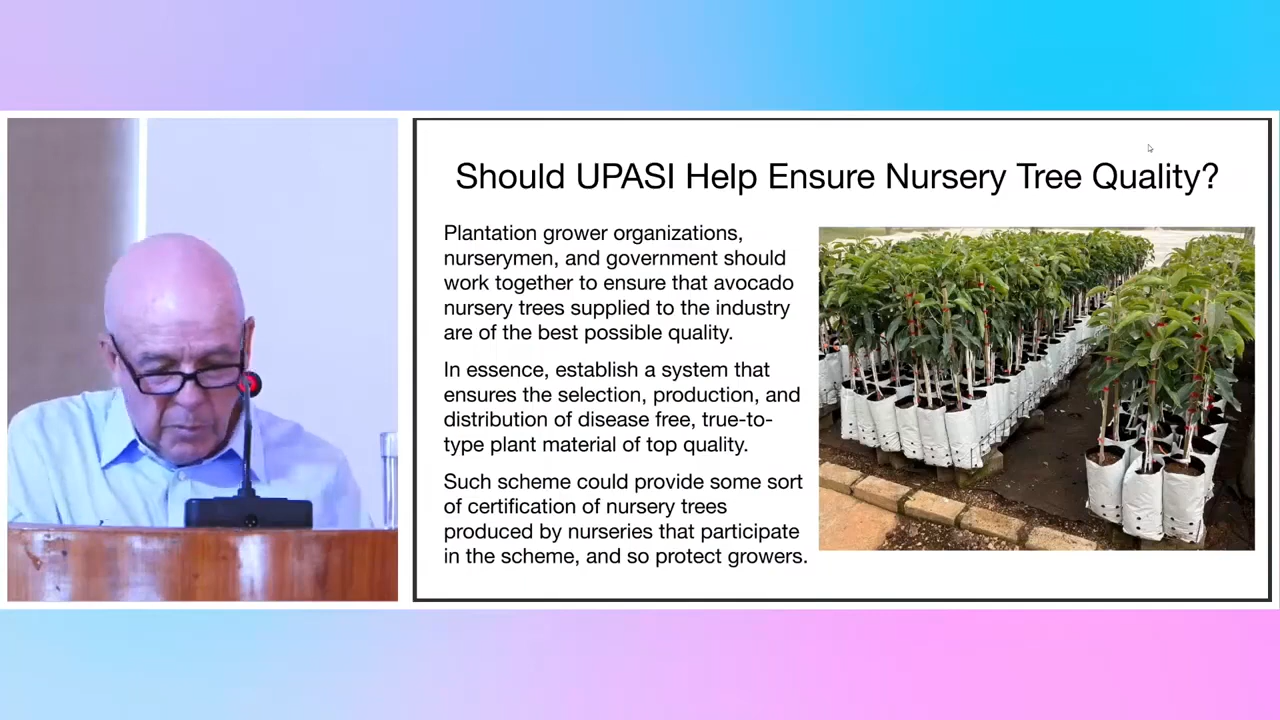 Should UPASI Help Ensure Nursery Tree Quality?
Plantation grower organizations,
nurserymen, and government should
work together to ensure that avocado
nursery trees supplied to the industry
are of the best possible quality.
In essence, establish a system that
ensures the selection, production, and
distribution of disease free, true-to-
type plant material of top quality.
Such scheme could provide some sort
of certification of nursery trees
produced by nurseries that participate
in the scheme, and so protect growers.